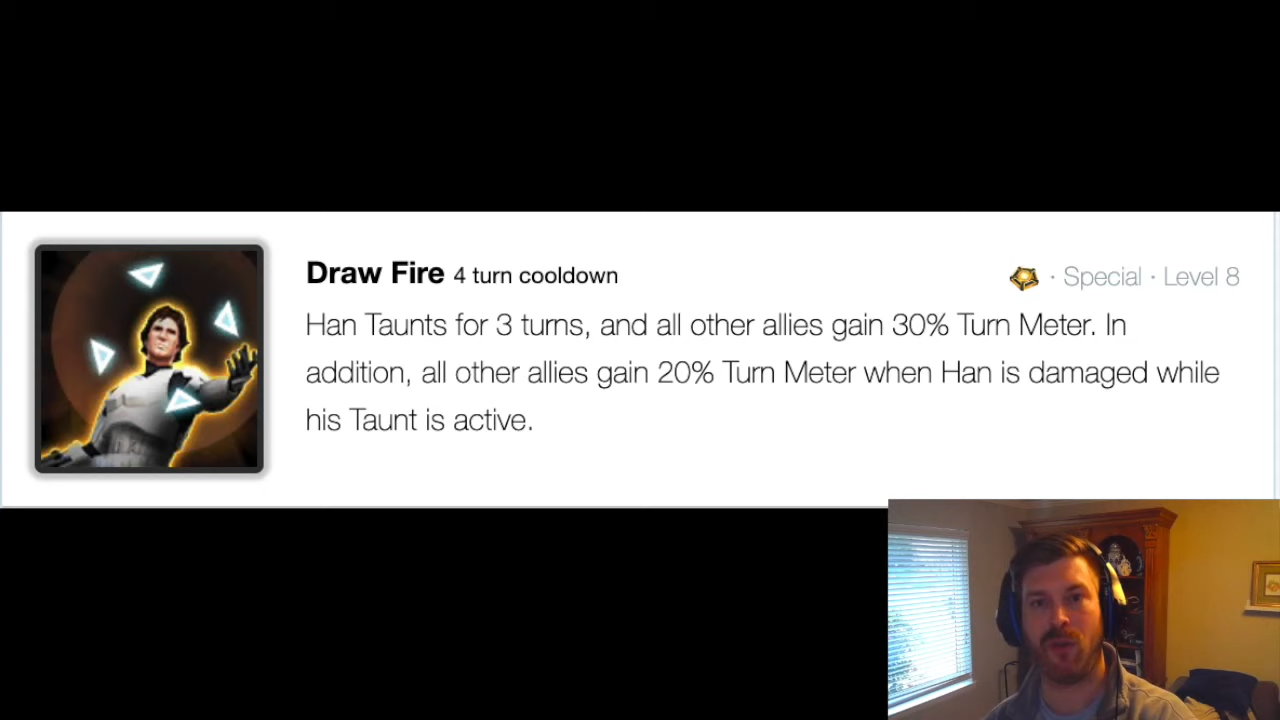 Draw Fire 4 turn cooldown · Special · Level 8
Han Taunts for 3 turns, and all other allies gain 30% Turn Meter. In
addition, all other allies gain 20% Turn Meter when Han is damaged while
his Taunt is active.